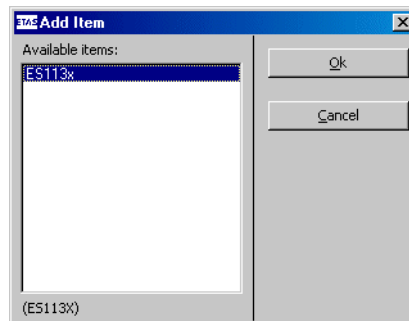 ETAS Add Item
Available items:
ES113x
Ok
Cancel
(ES113X)